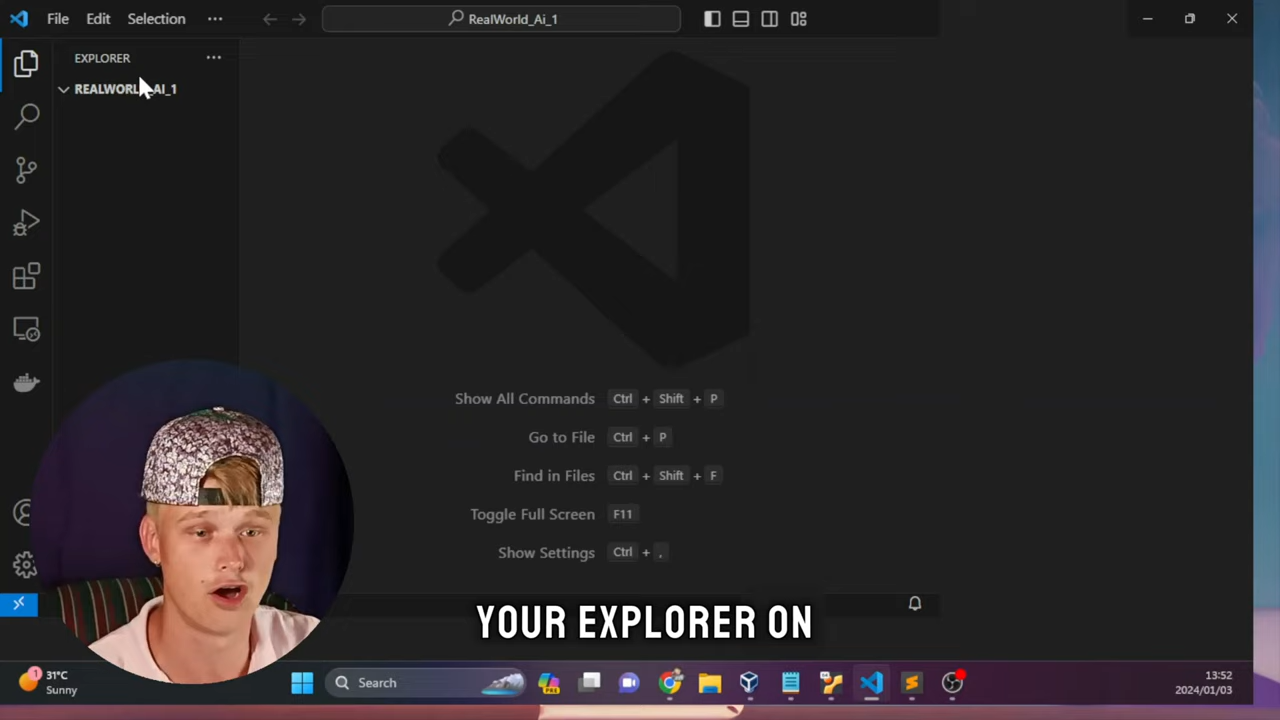 File Edit Selection ··· RealWorld_Ai_1
EXPLORER ···
REALWORLD_AI_1
Show All Commands Ctrl + Shift + P
Go to File Ctrl + P
Find in Files Ctrl + Shift + F
Toggle Full Screen F11
Show Settings Ctrl + ,
YOUR EXPLORER ON
1 31°C
Sunny
Search
PRE
13:52
2024/01/03